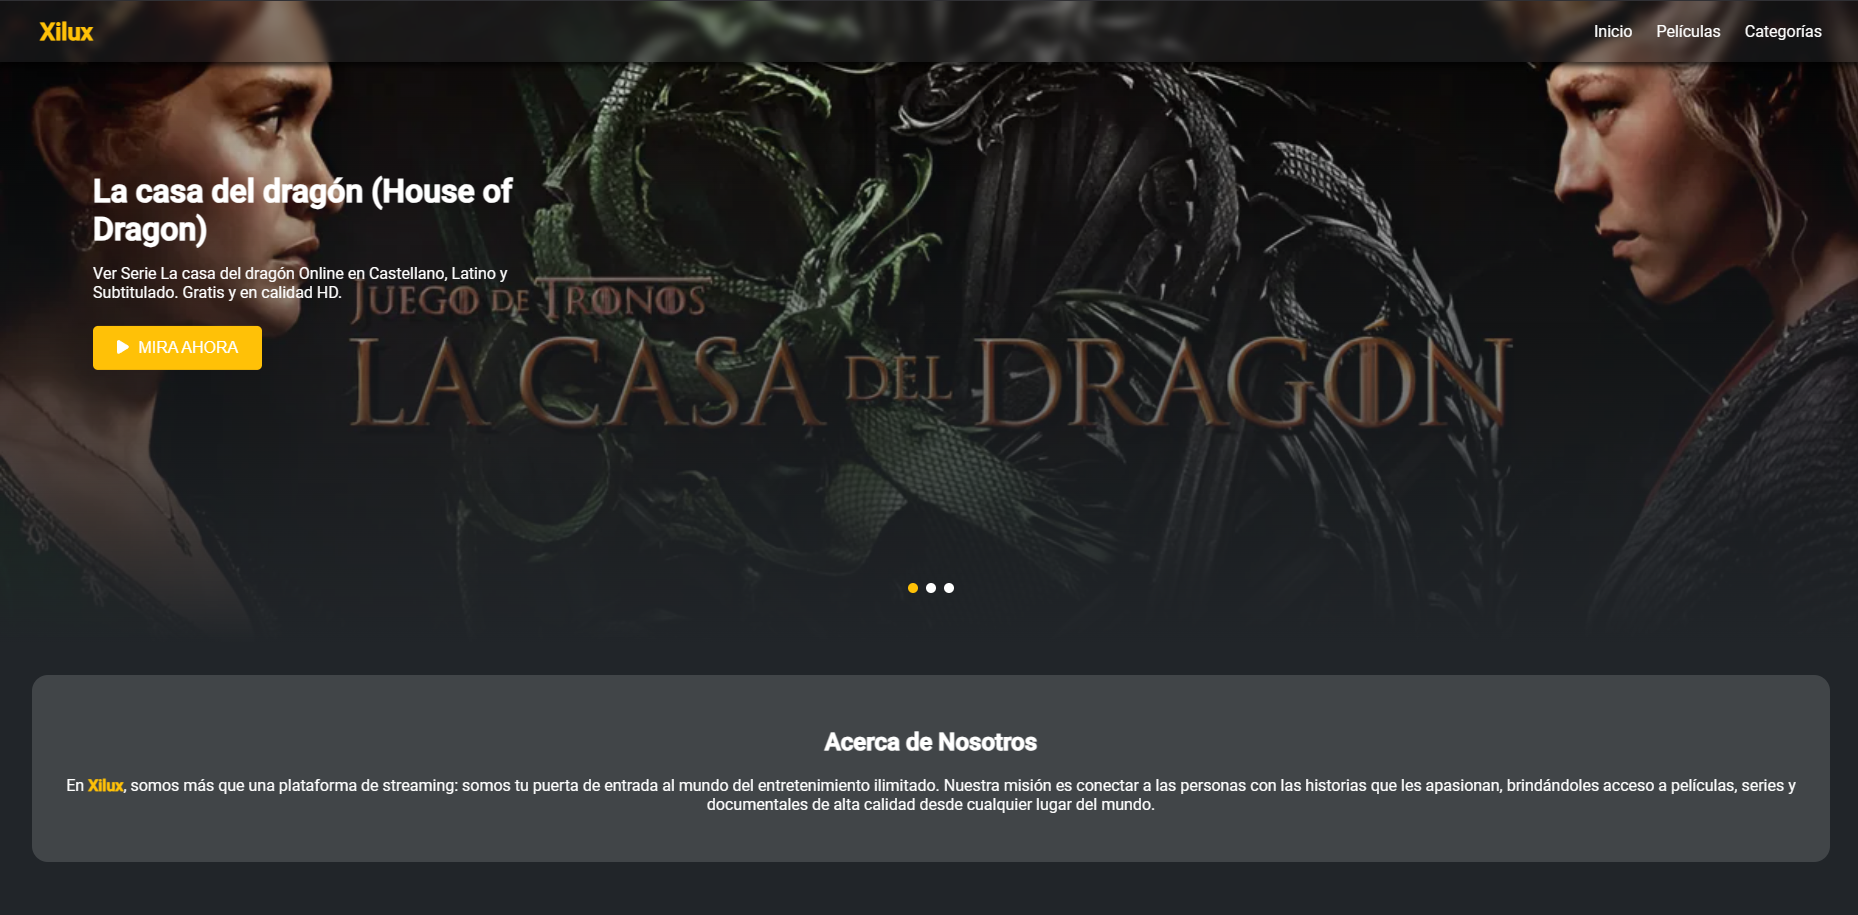 Xilux
Inicio Películas Categorías
La casa del dragón (House of
Dragon)
Ver Serie La casa del dragón Online en Castellano, Latino y
Subtitulado. Gratis y en calidad HD.
JUEGO DE TRONOS
MIRA AHORA
LA CASA DEL DRAGÓN
Acerca de Nosotros
En Xilux, somos más que una plataforma de streaming: somos tu puerta de entrada al mundo del entretenimiento ilimitado. Nuestra misión es conectar a las personas con las historias que les apasionan, brindándoles acceso a películas, series y
documentales de alta calidad desde cualquier lugar del mundo.